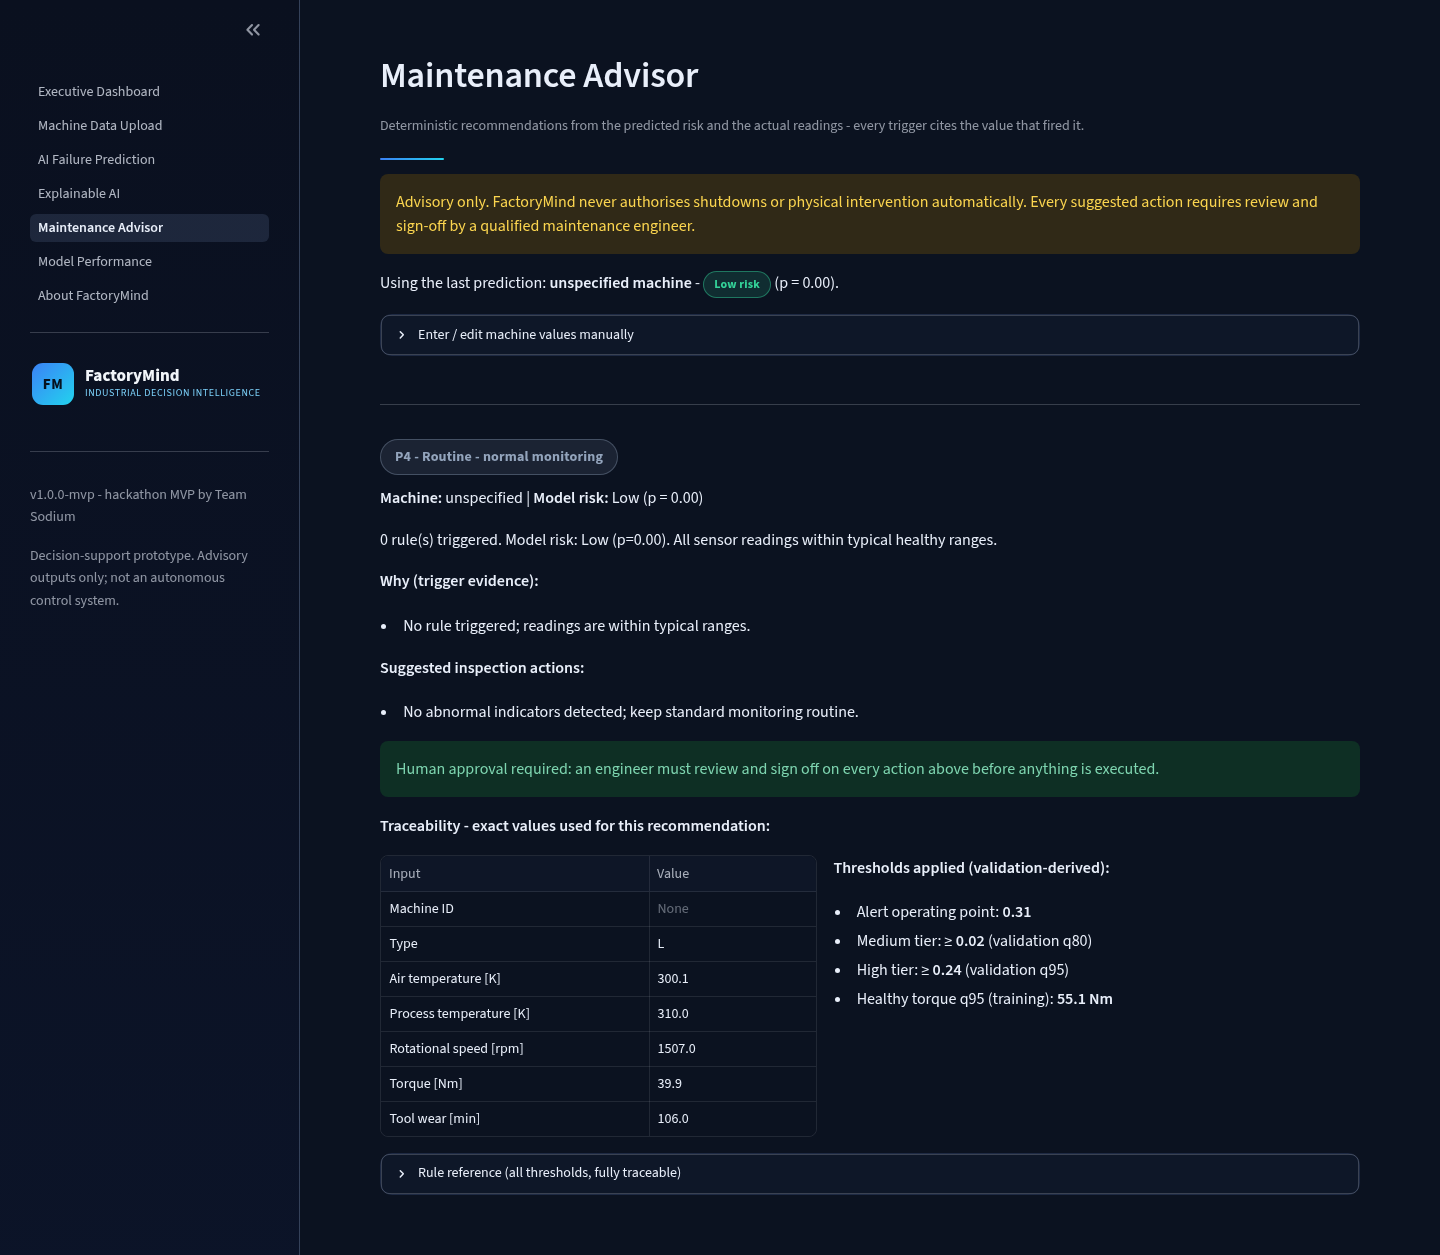 Executive Dashboard
Machine Data Upload
AI Failure Prediction
Explainable AI
Maintenance Advisor
Model Performance
About FactoryMind
FM
FactoryMind
INDUSTRIAL DECISION INTELLIGENCE
v1.0.0-mvp - hackathon MVP by Team
Sodium
Decision-support prototype. Advisory
outputs only; not an autonomous
control system.
Maintenance Advisor
Deterministic recommendations from the predicted risk and the actual readings - every trigger cites the value that fired it.
Advisory only. FactoryMind never authorises shutdowns or physical intervention automatically. Every suggested action requires review and
sign-off by a qualified maintenance engineer.
Using the last prediction: unspecified machine - Low risk (p = 0.00).
Enter / edit machine values manually
P4 - Routine - normal monitoring
Machine: unspecified | Model risk: Low (p = 0.00)
0 rule(s) triggered. Model risk: Low (p=0.00). All sensor readings within typical healthy ranges.
Why (trigger evidence):
• No rule triggered; readings are within typical ranges.
Suggested inspection actions:
• No abnormal indicators detected; keep standard monitoring routine.
Human approval required: an engineer must review and sign off on every action above before anything is executed.
Traceability - exact values used for this recommendation:
Input Value
Machine ID None
Type L
Air temperature [K] 300.1
Process temperature [K] 310.0
Rotational speed [rpm] 1507.0
Torque [Nm] 39.9
Tool wear [min] 106.0
Thresholds applied (validation-derived):
• Alert operating point: 0.31
• Medium tier: ≥ 0.02 (validation q80)
• High tier: ≥ 0.24 (validation q95)
• Healthy torque q95 (training): 55.1 Nm
Rule reference (all thresholds, fully traceable)